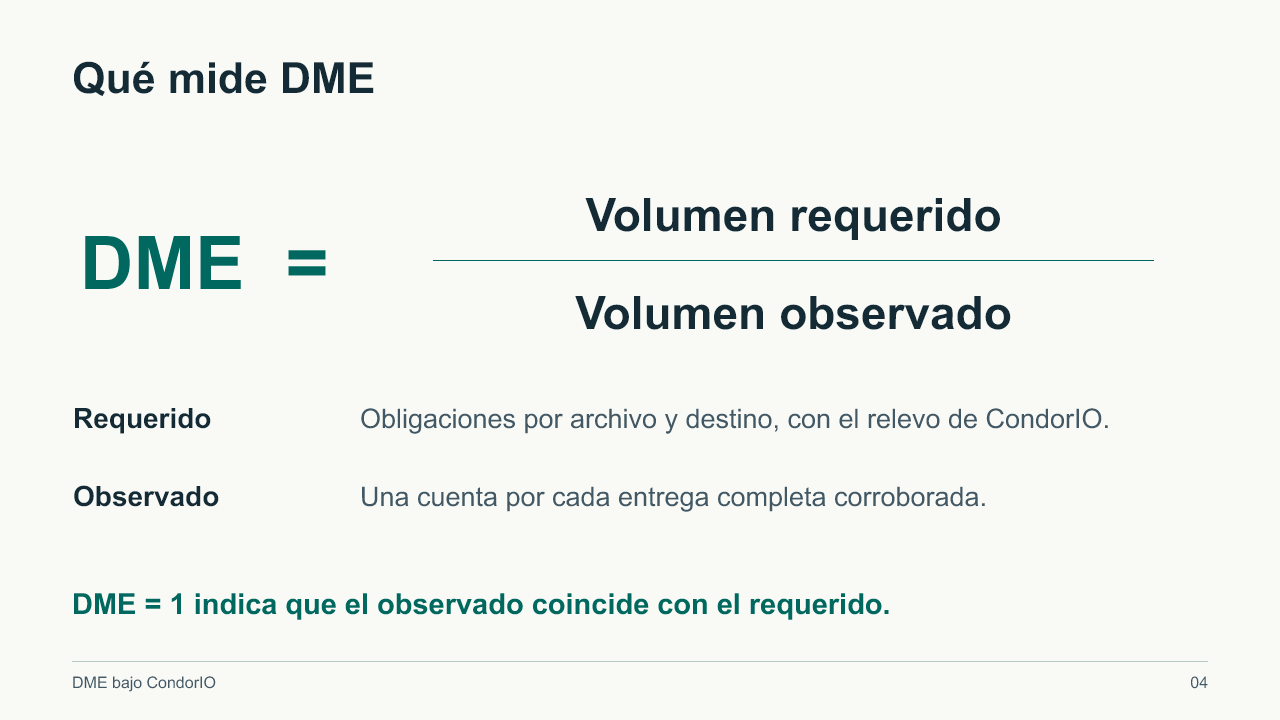 Qué mide DME
DME =
Volumen requerido
Volumen observado
Requerido
Obligaciones por archivo y destino, con el relevo de CondorIO.
Observado
Una cuenta por cada entrega completa corroborada.
DME = 1 indica que el observado coincide con el requerido.
DME bajo CondorIO
04